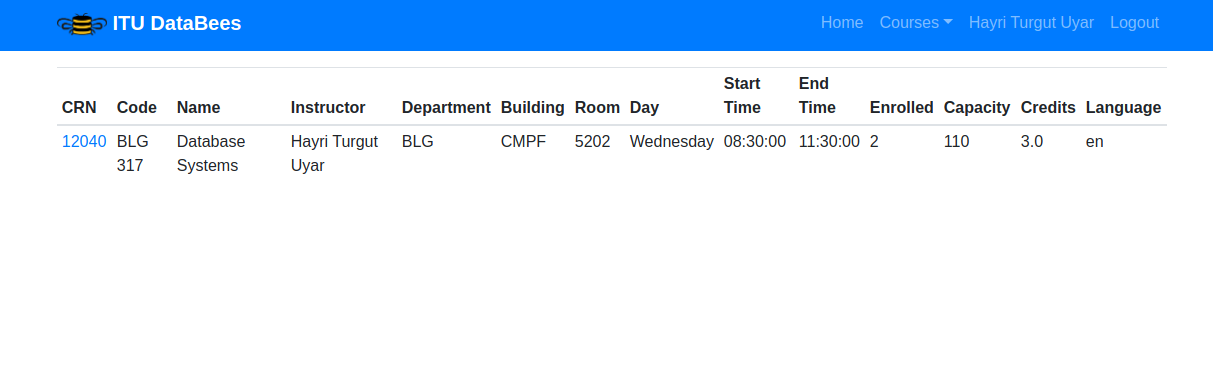 ITU DataBees Home Courses Hayri Turgut Uyar Logout
CRN Code Name Instructor Department Building Room Day Start Time End Time Enrolled Capacity Credits Language
12040 BLG 317 Database Systems Hayri Turgut Uyar BLG CMPF 5202 Wednesday 08:30:00 11:30:00 2 110 3.0 en